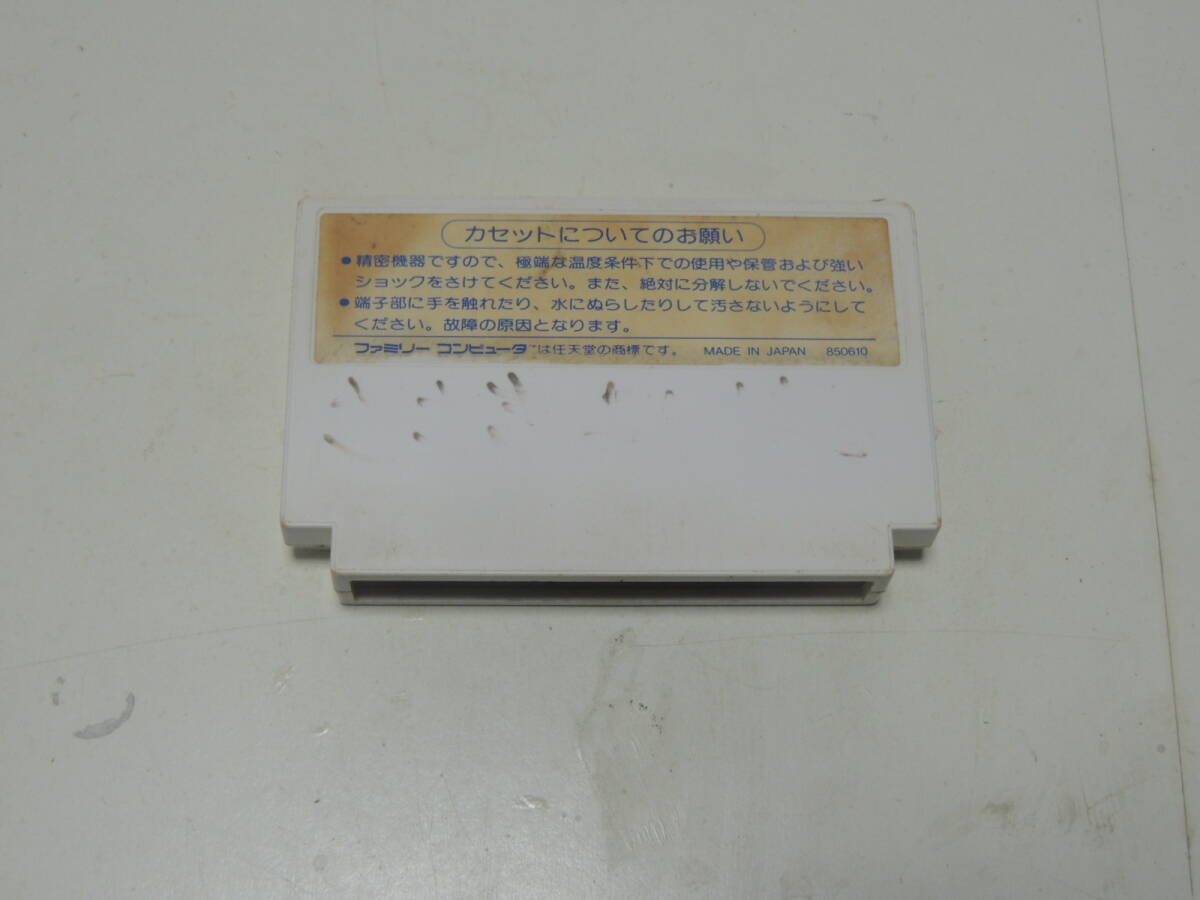 カセットについてのお願い
●精密機器ですので、極端な温度条件下での使用や保管および強い
ショックをさけてください。また、絶対に分解しないでください。
●端子部に手を触れたり、水にぬらしたりして汚さないようにして
ください。故障の原因となります。
ファミリー コンピュータ™は任天堂の商標です。 MADE IN JAPAN 850610